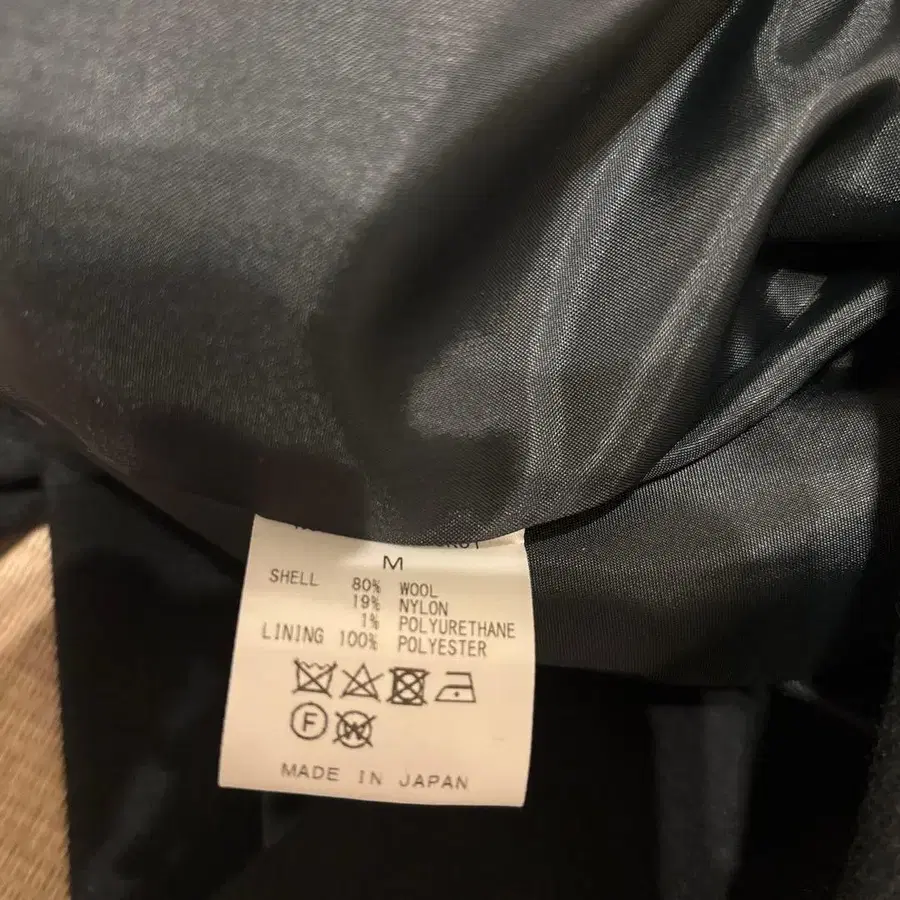 M
SHELL 80% WOOL
19% NYLON
1% POLYURETHANE
LINING 100% POLYESTER
F W
MADE IN JAPAN